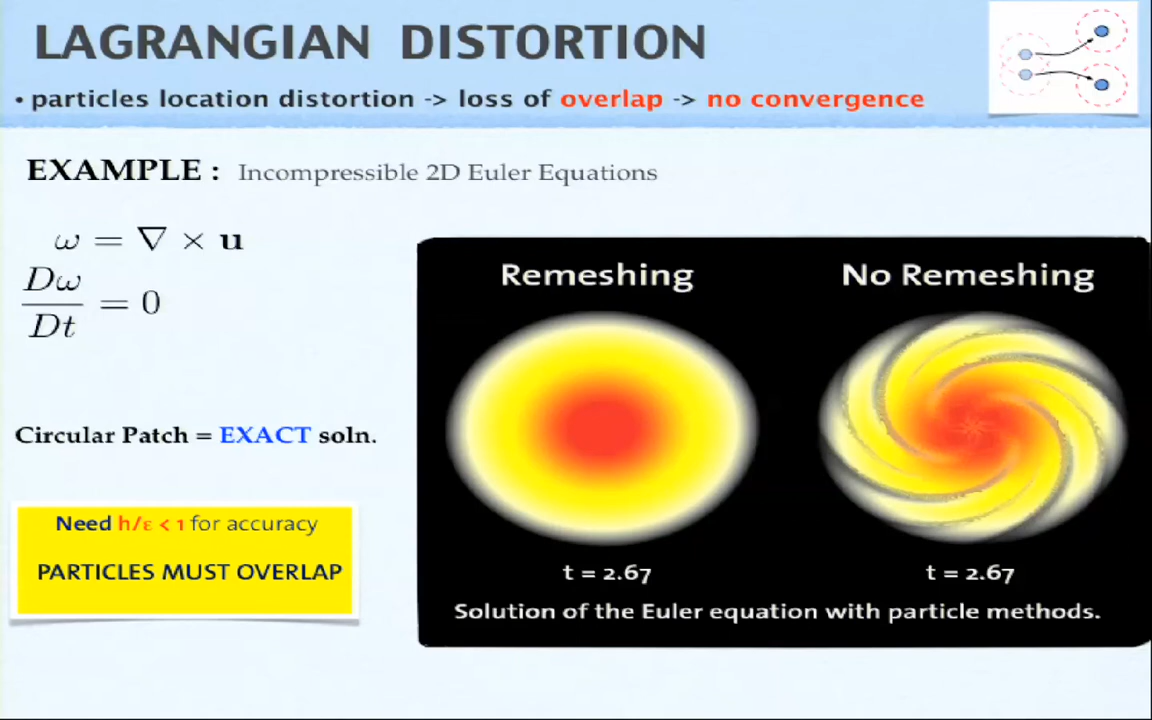 LAGRANGIAN DISTORTION
• particles location distortion -> loss of overlap -> no convergence
EXAMPLE : Incompressible 2D Euler Equations
ω = ∇ × u
Dω/Dt = 0
Circular Patch = EXACT soln.
Need h/ε < 1 for accuracy
PARTICLES MUST OVERLAP
Remeshing
No Remeshing
t = 2.67
t = 2.67
Solution of the Euler equation with particle methods.